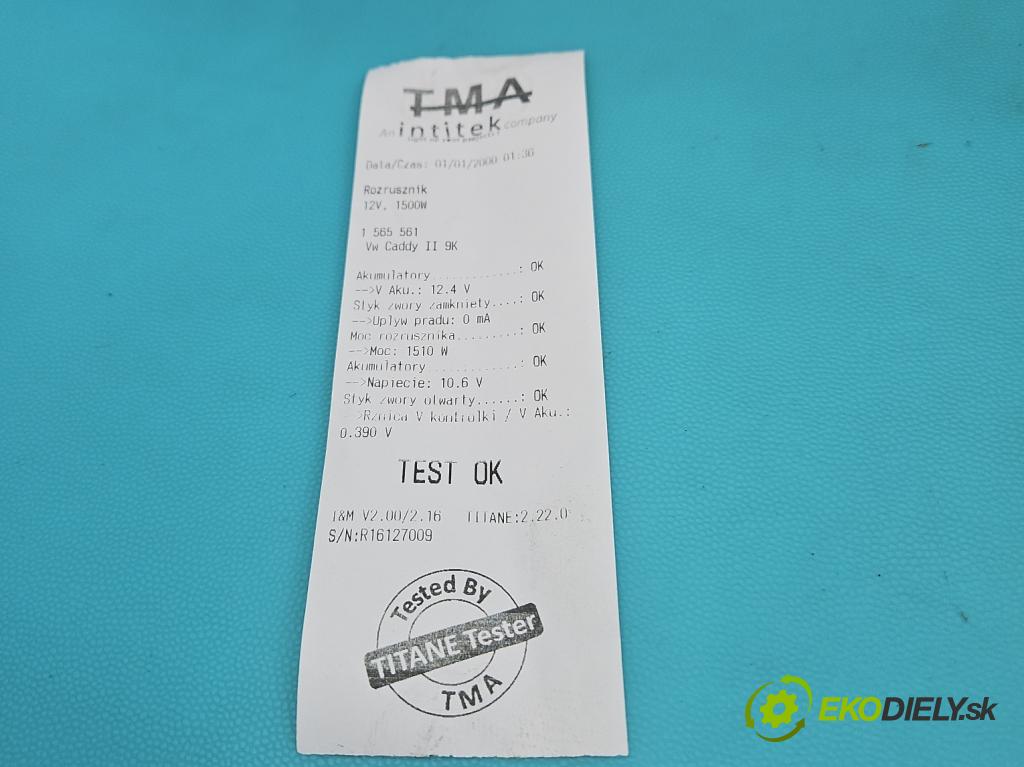 TMA
An intitek company
Data/Czas: 01/01/2000 01:36
Rozrusznik
12V, 1500W
1 565 561
Vw Caddy II 9K
Akumulatory............: OK
-->V Aku.: 12.4 V
Styk zwory zamkniety....: OK
-->Uplyw pradu: 0 mA
Moc rozrusznika.........: OK
-->Moc: 1510 W
Akumulatory.............: OK
-->Napiecie: 10.6 V
Styk zwory otwarty......: OK
-->Rznica V kontrolki / V Aku.:
0.390 V
TEST OK
T&M V2.00/2.16 TITANE:2.22.0
S/N:R16127009
Tested By
TITANE Tester
TMA
EKODIELY.sk